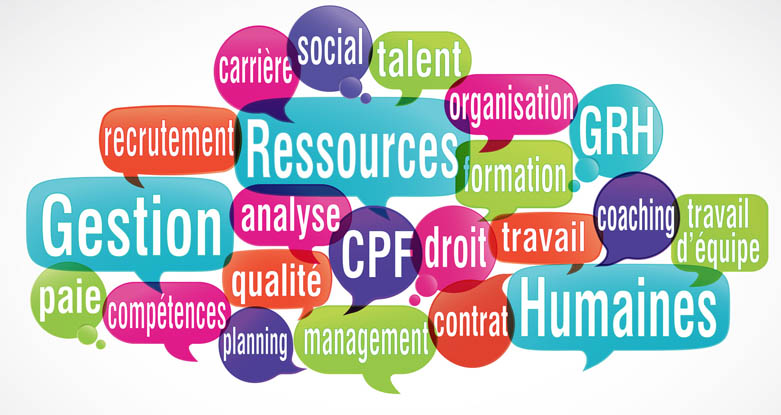 social
carrière
talent
organisation
recrutement
Ressources
GRH
formation
Gestion
analyse
CPF
droit
travail
coaching
travail
d'équipe
paie
compétences
qualité
planning
management
contrat
Humaines